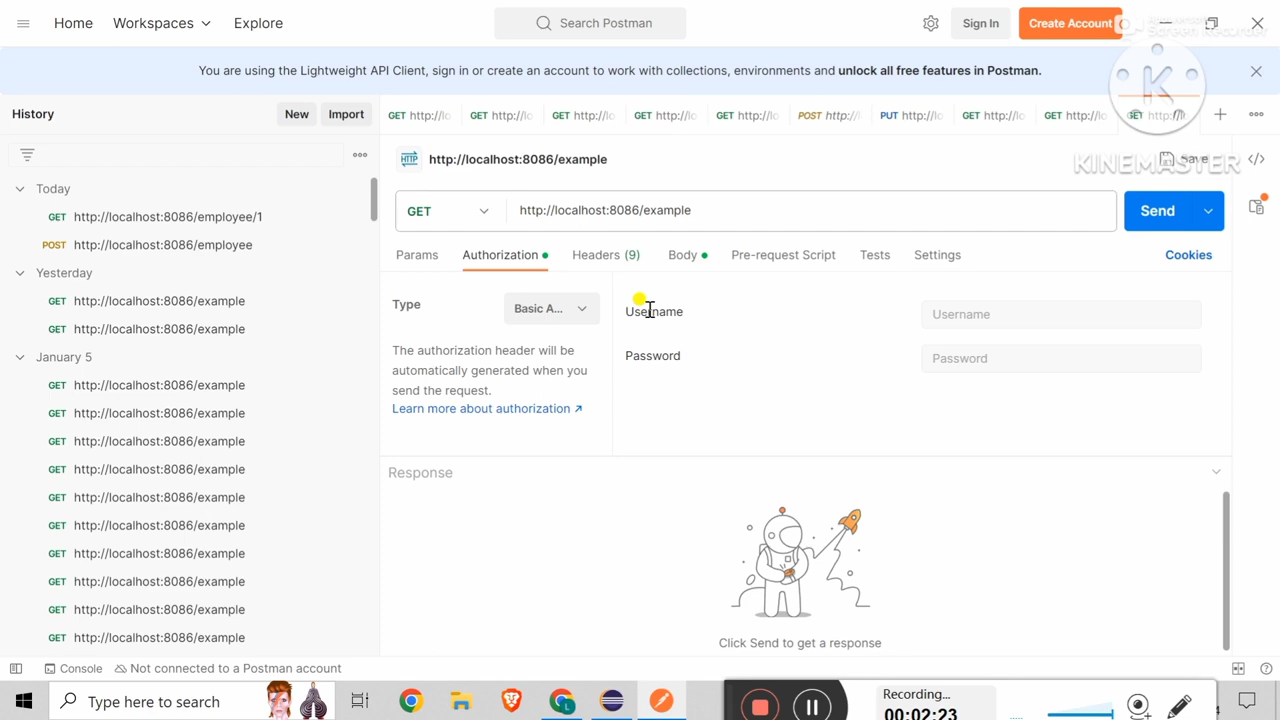 Home
Workspaces
Explore
Search Postman
Sign In
Create Account
Screen Recorder
You are using the Lightweight API Client, sign in or create an account to work with collections, environments and unlock all free features in Postman.
K
KINEMASTER
History
New
Import
GET http://lo
GET http://lo
GET http://lo
GET http://lo
GET http://lo
POST http://lo
PUT http://lo
GET http://lo
GET http://lo
GET http://lo
HTTP http://localhost:8086/example
Save
GET
http://localhost:8086/example
Send
Params
Authorization
Headers (9)
Body
Pre-request Script
Tests
Settings
Cookies
Today
GET http://localhost:8086/employee/1
POST http://localhost:8086/employee
Yesterday
GET http://localhost:8086/example
GET http://localhost:8086/example
January 5
GET http://localhost:8086/example
GET http://localhost:8086/example
GET http://localhost:8086/example
GET http://localhost:8086/example
GET http://localhost:8086/example
GET http://localhost:8086/example
GET http://localhost:8086/example
GET http://localhost:8086/example
GET http://localhost:8086/example
GET http://localhost:8086/example
Type
Basic A...
The authorization header will be
automatically generated when you
send the request.
Learn more about authorization ↗
Username
Username
Password
Password
Response
Click Send to get a response
Console
Not connected to a Postman account
Type here to search
L
Recording...
00:02:23
4